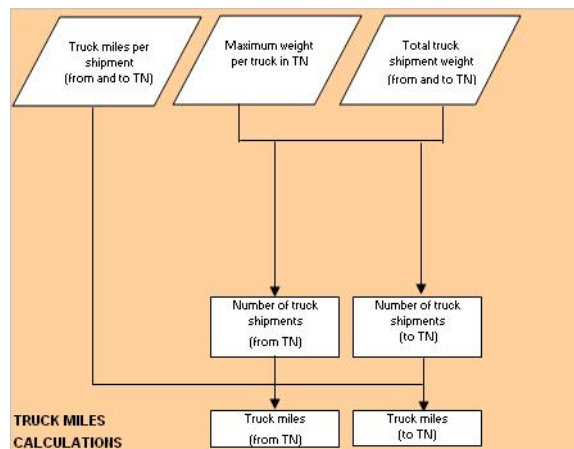 Truck miles per
shipment
(from and to TN)
Maximum weight
per truck in TN
Total truck
shipment weight
(from and to TN)
Number of truck
shipments
(from TN)
Number of truck
shipments
(to TN)
Truck miles
(from TN)
Truck miles
(to TN)
TRUCK MILES
CALCULATIONS